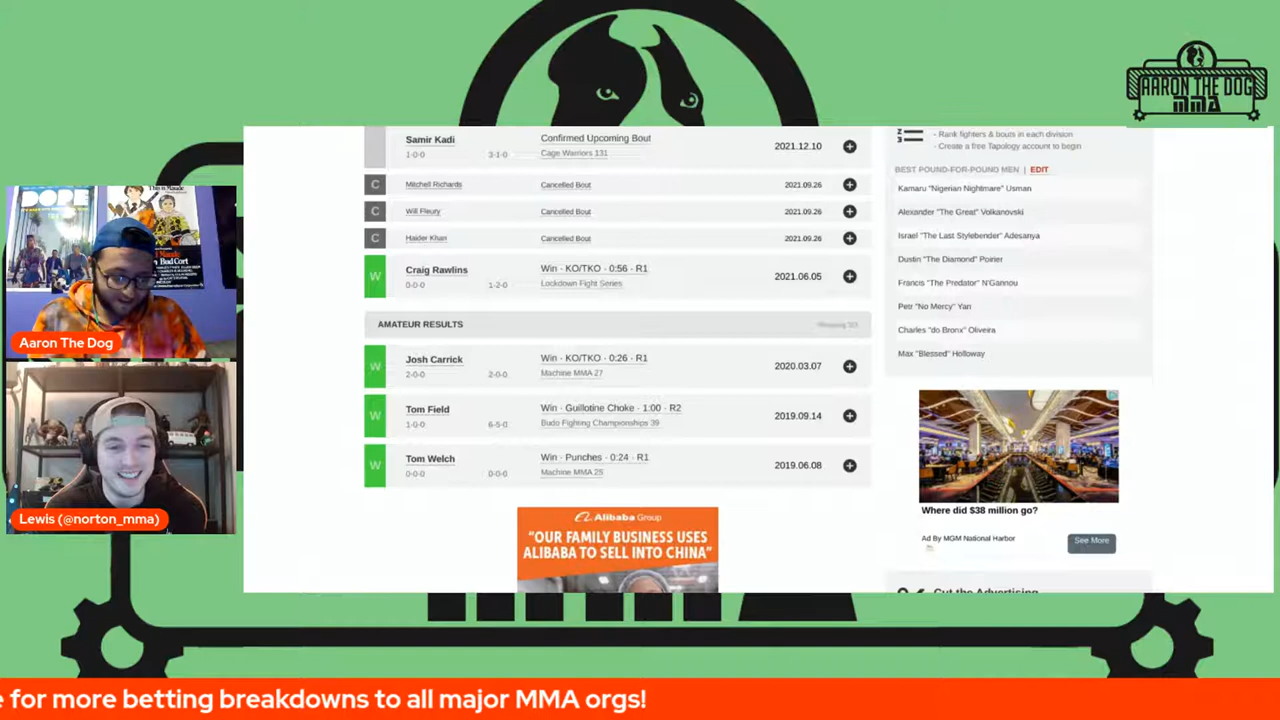 AARON THE DOG
MMA
DOPE
Aaron The Dog
Lewis (@norton_mma)
Samir Kadi
1-0-0
3-1-0
Confirmed Upcoming Bout
Cage Warriors 131
2021.12.10
C
Mitchell Richards
Cancelled Bout
2021.09.26
C
Will Fleury
Cancelled Bout
2021.09.26
C
Haider Khan
Cancelled Bout
2021.09.26
W
Craig Rawlins
0-0-0
1-2-0
Win · KO/TKO · 0:56 · R1
Lockdown Fight Series
2021.06.05
AMATEUR RESULTS
W
Josh Carrick
2-0-0
2-0-0
Win · KO/TKO · 0:26 · R1
Machine MMA 27
2020.03.07
W
Tom Field
1-0-0
6-5-0
Win · Guillotine Choke · 1:00 · R2
Budo Fighting Championships 39
2019.09.14
W
Tom Welch
0-0-0
0-0-0
Win · Punches · 0:24 · R1
Machine MMA 25
2019.06.08
Alibaba Group
“OUR FAMILY BUSINESS USES
ALIBABA TO SELL INTO CHINA”
- Rank fighters & bouts in each division
- Create a free Tapology account to begin
BEST POUND-FOR-POUND MEN | EDIT
Kamaru "Nigerian Nightmare" Usman
Alexander "The Great" Volkanovski
Israel "The Last Stylebender" Adesanya
Dustin "The Diamond" Poirier
Francis "The Predator" N'Gannou
Petr "No Mercy" Yan
Charles "do Bronx" Oliveira
Max "Blessed" Holloway
Where did $38 million go?
Ad By MGM National Harbor
See More
Cut the Advertising
e for more betting breakdowns to all major MMA orgs!